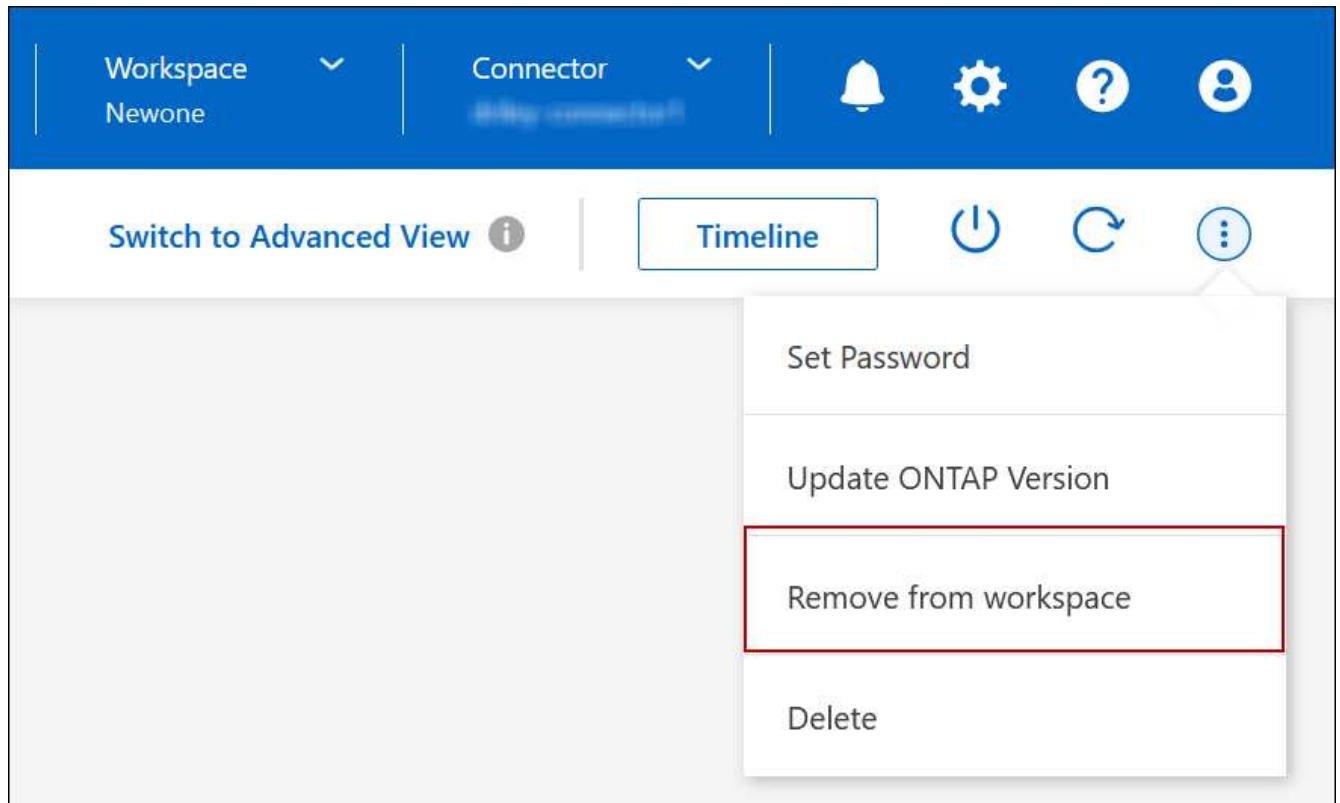 Workspace
Connector
Newone
Switch to Advanced View
Timeline
Set Password
Update ONTAP Version
Remove from workspace
Delete